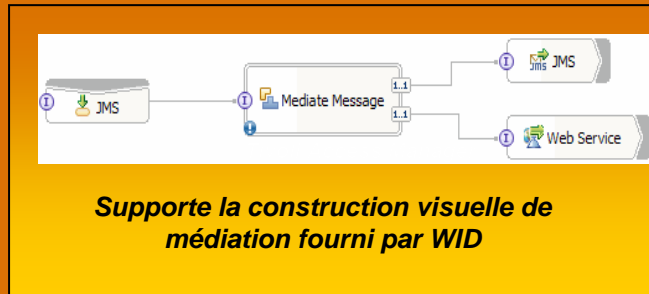 JMS
JMS
JMS
I
I
I
I
Mediate Message
1..1
1..1
Web Service
Supporte la construction visuelle de
médiation fourni par WID